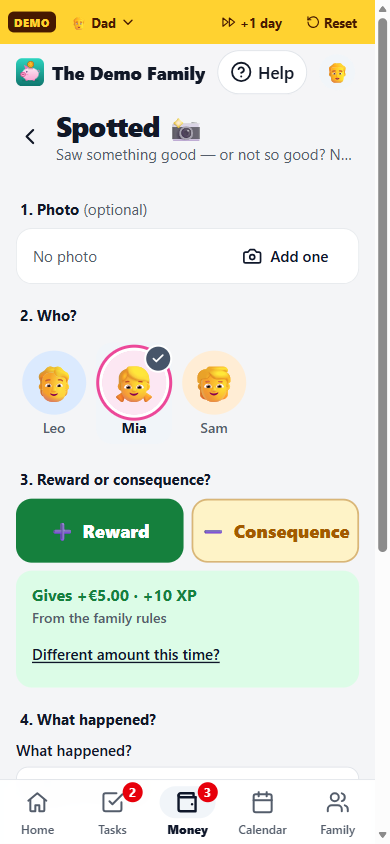 DEMO
Dad
+1 day
Reset
The Demo Family
Help
Spotted
Saw something good — or not so good? N...
1. Photo (optional)
No photo
Add one
2. Who?
Leo
Mia
Sam
3. Reward or consequence?
Reward
Consequence
Gives +€5.00 · +10 XP
From the family rules
Different amount this time?
4. What happened?
What happened?
2
3
Home
Tasks
Money
Calendar
Family